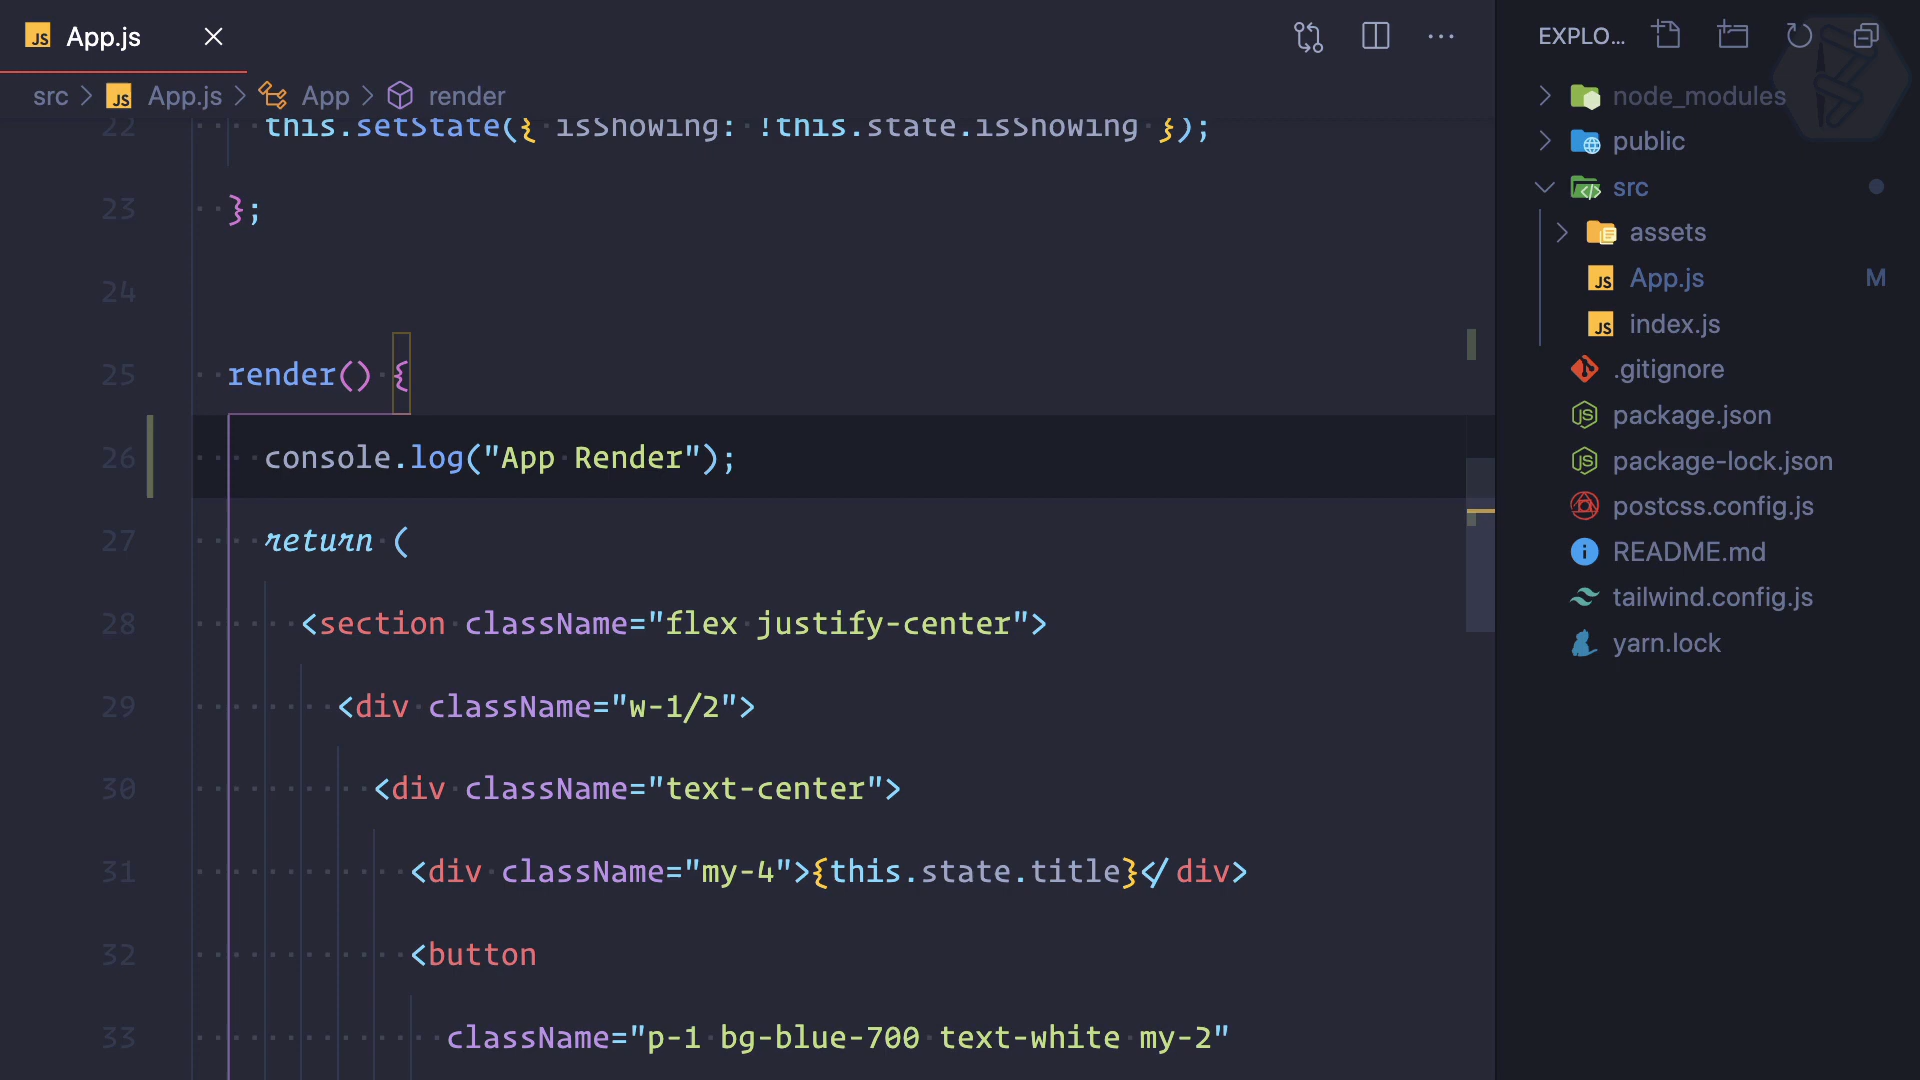 App.js
src > App.js > App > render
22 this.setState({ isShowing: !this.state.isShowing });
23 };
24
25 render() {
26 console.log("App Render");
27 return (
28 <section className="flex justify-center">
29 <div className="w-1/2">
30 <div className="text-center">
31 <div className="my-4">{this.state.title}</div>
32 <button
33 className="p-1 bg-blue-700 text-white my-2"
EXPLO...
node_modules
public
src
assets
App.js M
index.js
.gitignore
package.json
package-lock.json
postcss.config.js
README.md
tailwind.config.js
yarn.lock